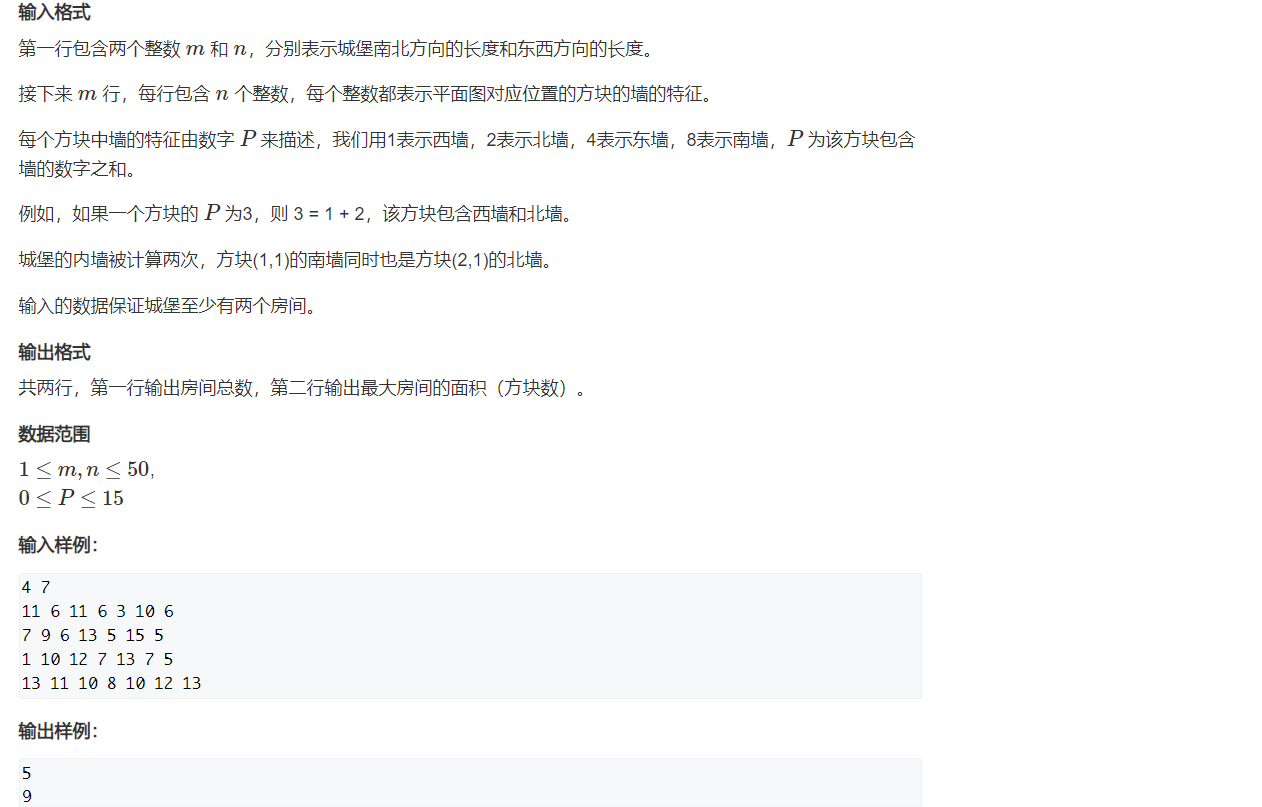 输入格式
第一行包含两个整数 m 和 n，分别表示城堡南北方向的长度和东西方向的长度。
接下来 m 行，每行包含 n 个整数，每个整数都表示平面图对应位置的方块的墙的特征。
每个方块中墙的特征由数字 P 来描述，我们用1表示西墙，2表示北墙，4表示东墙，8表示南墙，P 为该方块包含
墙的数字之和。
例如，如果一个方块的 P 为3，则 3 = 1 + 2，该方块包含西墙和北墙。
城堡的内墙被计算两次，方块(1,1)的南墙同时也是方块(2,1)的北墙。
输入的数据保证城堡至少有两个房间。
输出格式
共两行，第一行输出房间总数，第二行输出最大房间的面积（方块数）。
数据范围
1 ≤ m, n ≤ 50,
0 ≤ P ≤ 15
输入样例：
4 7
11 6 11 6 3 10 6
7 9 6 13 5 15 5
1 10 12 7 13 7 5
13 11 10 8 10 12 13
输出样例：
5
9